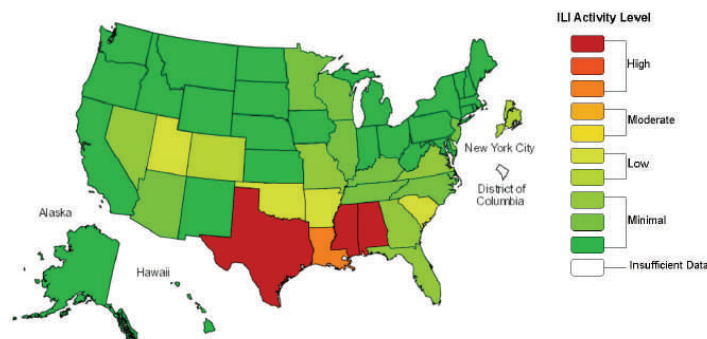 ILI Activity Level
High
Moderate
Low
Minimal
Insufficient Data
New York City
District of
Columbia
Alaska
Hawaii